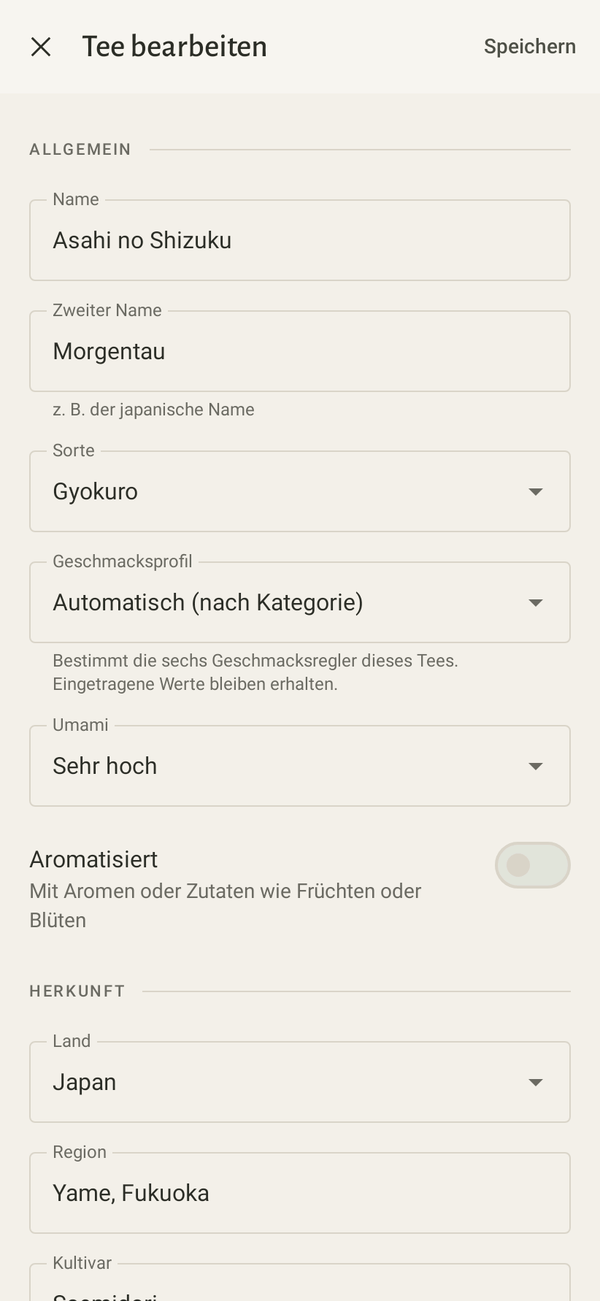 Tee bearbeiten
Speichern
ALLGEMEIN
Name
Asahi no Shizuku
Zweiter Name
Morgentau
z. B. der japanische Name
Sorte
Gyokuro
Geschmacksprofil
Automatisch (nach Kategorie)
Bestimmt die sechs Geschmacksregler dieses Tees.
Eingetragene Werte bleiben erhalten.
Umami
Sehr hoch
Aromatisiert
Mit Aromen oder Zutaten wie Früchten oder
Blüten
HERKUNFT
Land
Japan
Region
Yame, Fukuoka
Kultivar